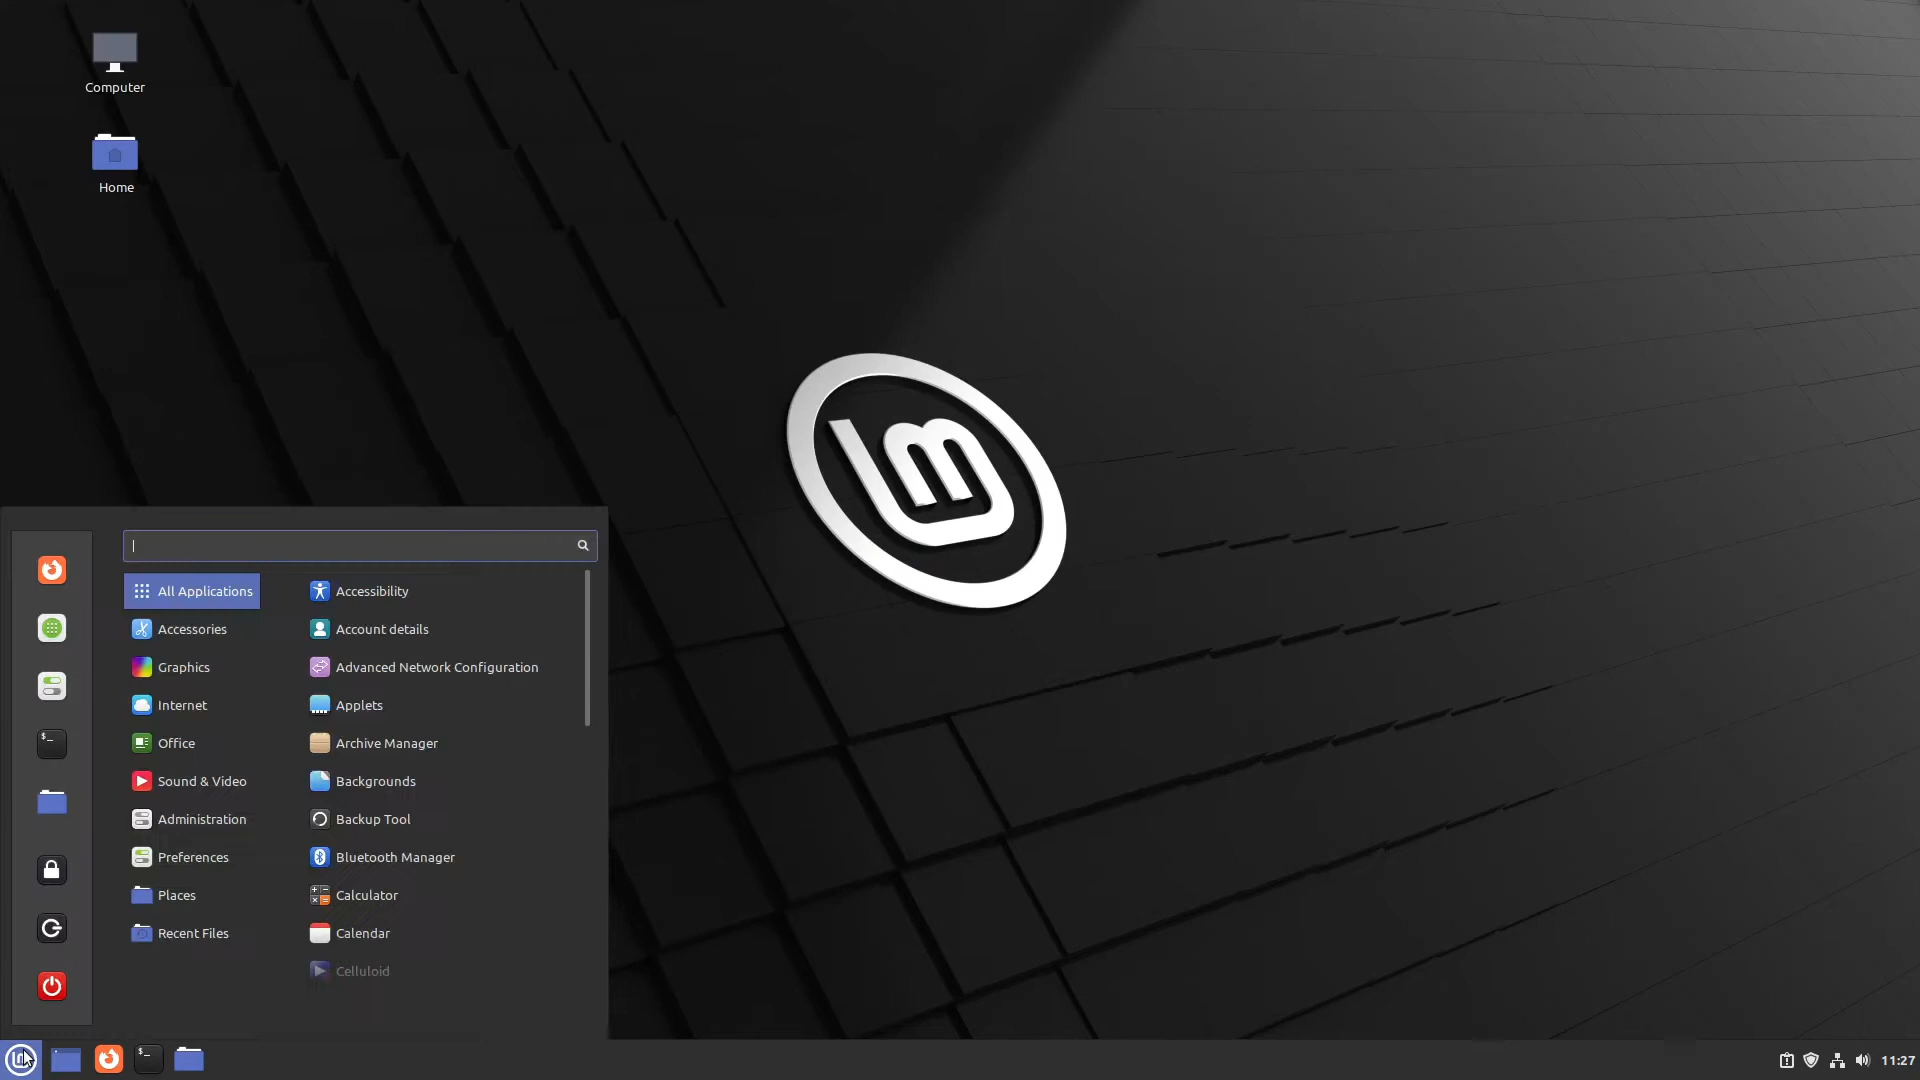 Computer
Home
All Applications
Accessories
Graphics
Internet
Office
Sound & Video
Administration
Preferences
Places
Recent Files
Accessibility
Account details
Advanced Network Configuration
Applets
Archive Manager
Backgrounds
Backup Tool
Bluetooth Manager
Calculator
Calendar
Celluloid
11:27